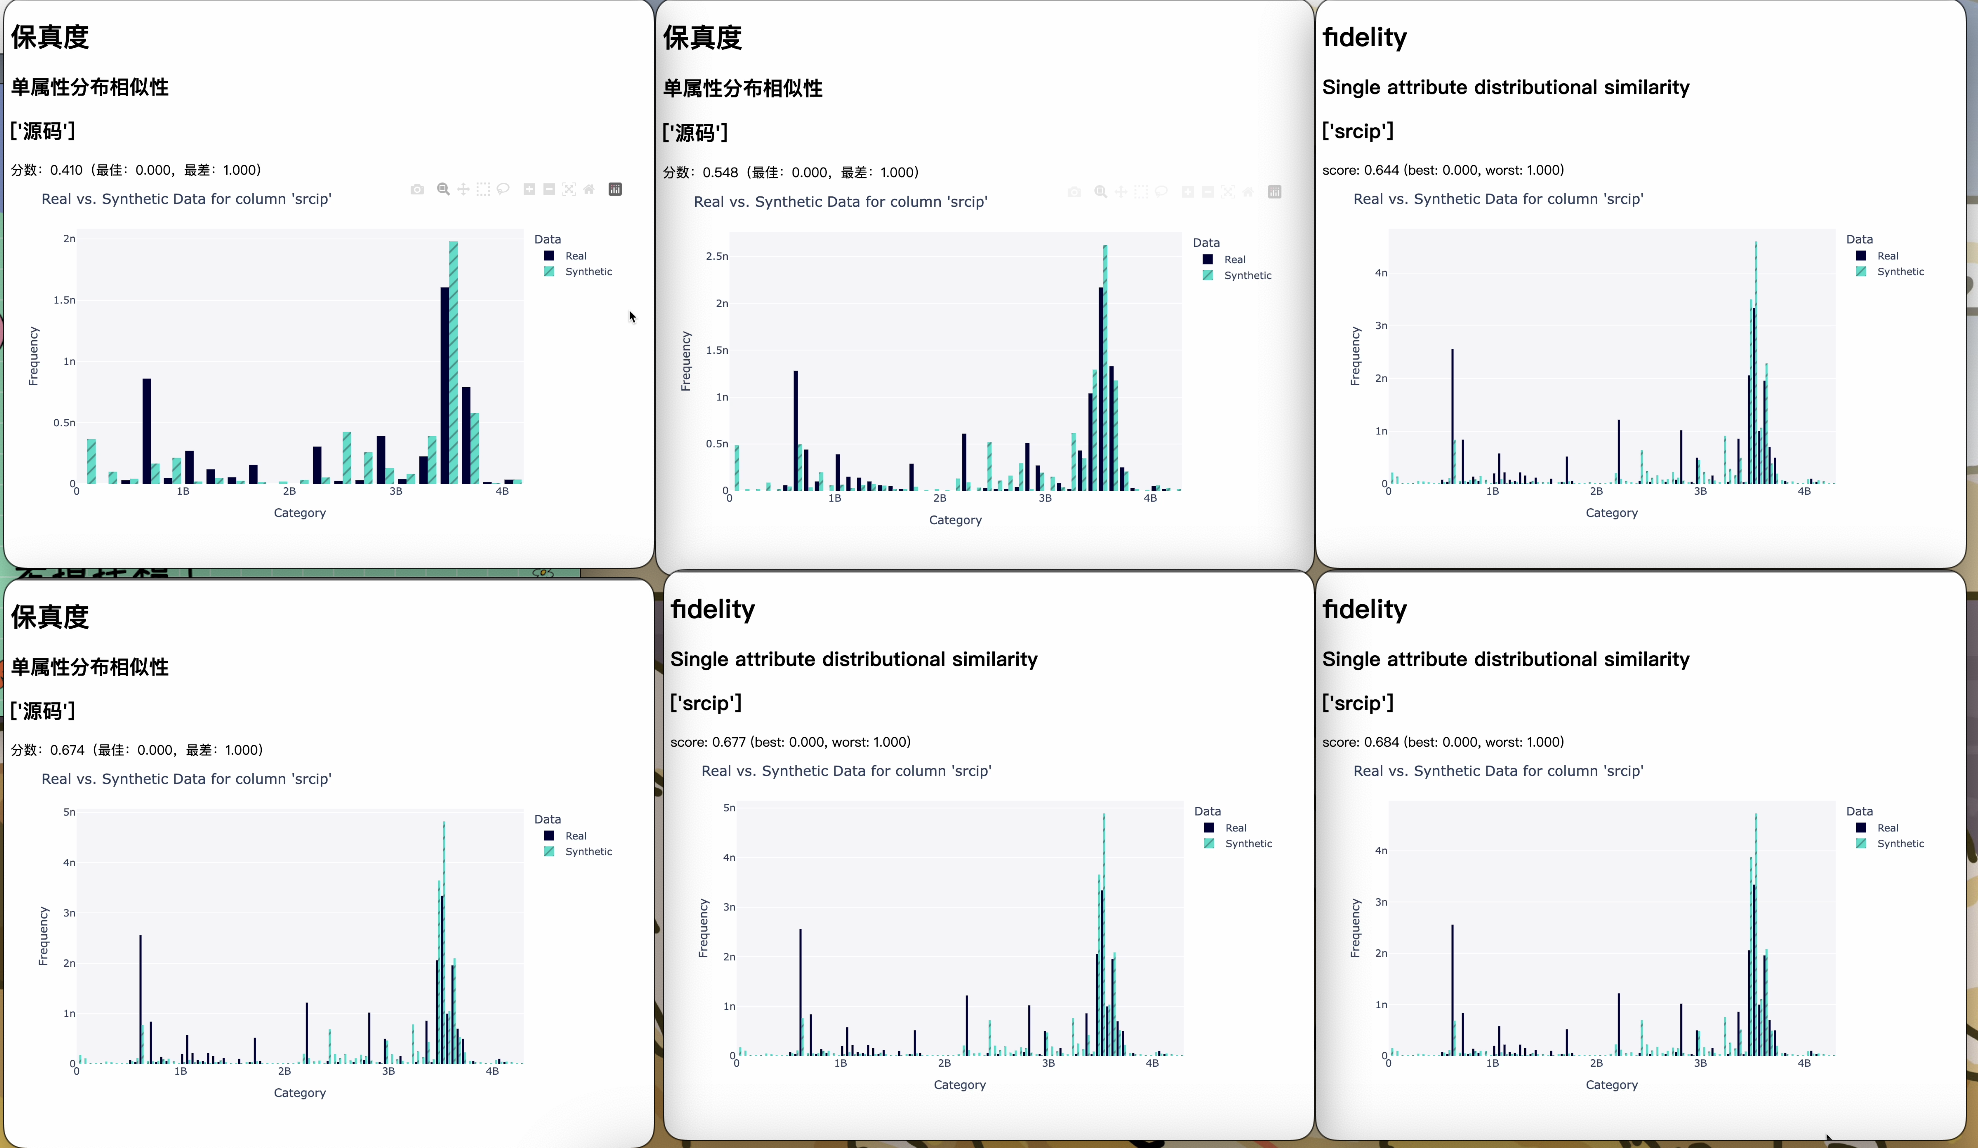 保真度
单属性分布相似性
['源码']
分数：0.410（最佳：0.000，最差：1.000）
Real vs. Synthetic Data for column 'srcip'
2n
1.5n
1n
0.5n
0
Frequency
0
1B
2B
3B
4B
Category
Data
Real
Synthetic
保真度
单属性分布相似性
['源码']
分数：0.548（最佳：0.000，最差：1.000）
Real vs. Synthetic Data for column 'srcip'
2.5n
2n
1.5n
1n
0.5n
0
Frequency
0
1B
2B
3B
4B
Category
Data
Real
Synthetic
fidelity
Single attribute distributional similarity
['srcip']
score: 0.644 (best: 0.000, worst: 1.000)
Real vs. Synthetic Data for column 'srcip'
4n
3n
2n
1n
0
Frequency
0
1B
2B
3B
4B
Category
Data
Real
Synthetic
保真度
单属性分布相似性
['源码']
分数：0.674（最佳：0.000，最差：1.000）
Real vs. Synthetic Data for column 'srcip'
5n
4n
3n
2n
1n
0
Frequency
0
1B
2B
3B
4B
Category
Data
Real
Synthetic
fidelity
Single attribute distributional similarity
['srcip']
score: 0.677 (best: 0.000, worst: 1.000)
Real vs. Synthetic Data for column 'srcip'
5n
4n
3n
2n
1n
0
Frequency
0
1B
2B
3B
4B
Category
Data
Real
Synthetic
fidelity
Single attribute distributional similarity
['srcip']
score: 0.684 (best: 0.000, worst: 1.000)
Real vs. Synthetic Data for column 'srcip'
4n
3n
2n
1n
0
Frequency
0
1B
2B
3B
4B
Category
Data
Real
Synthetic